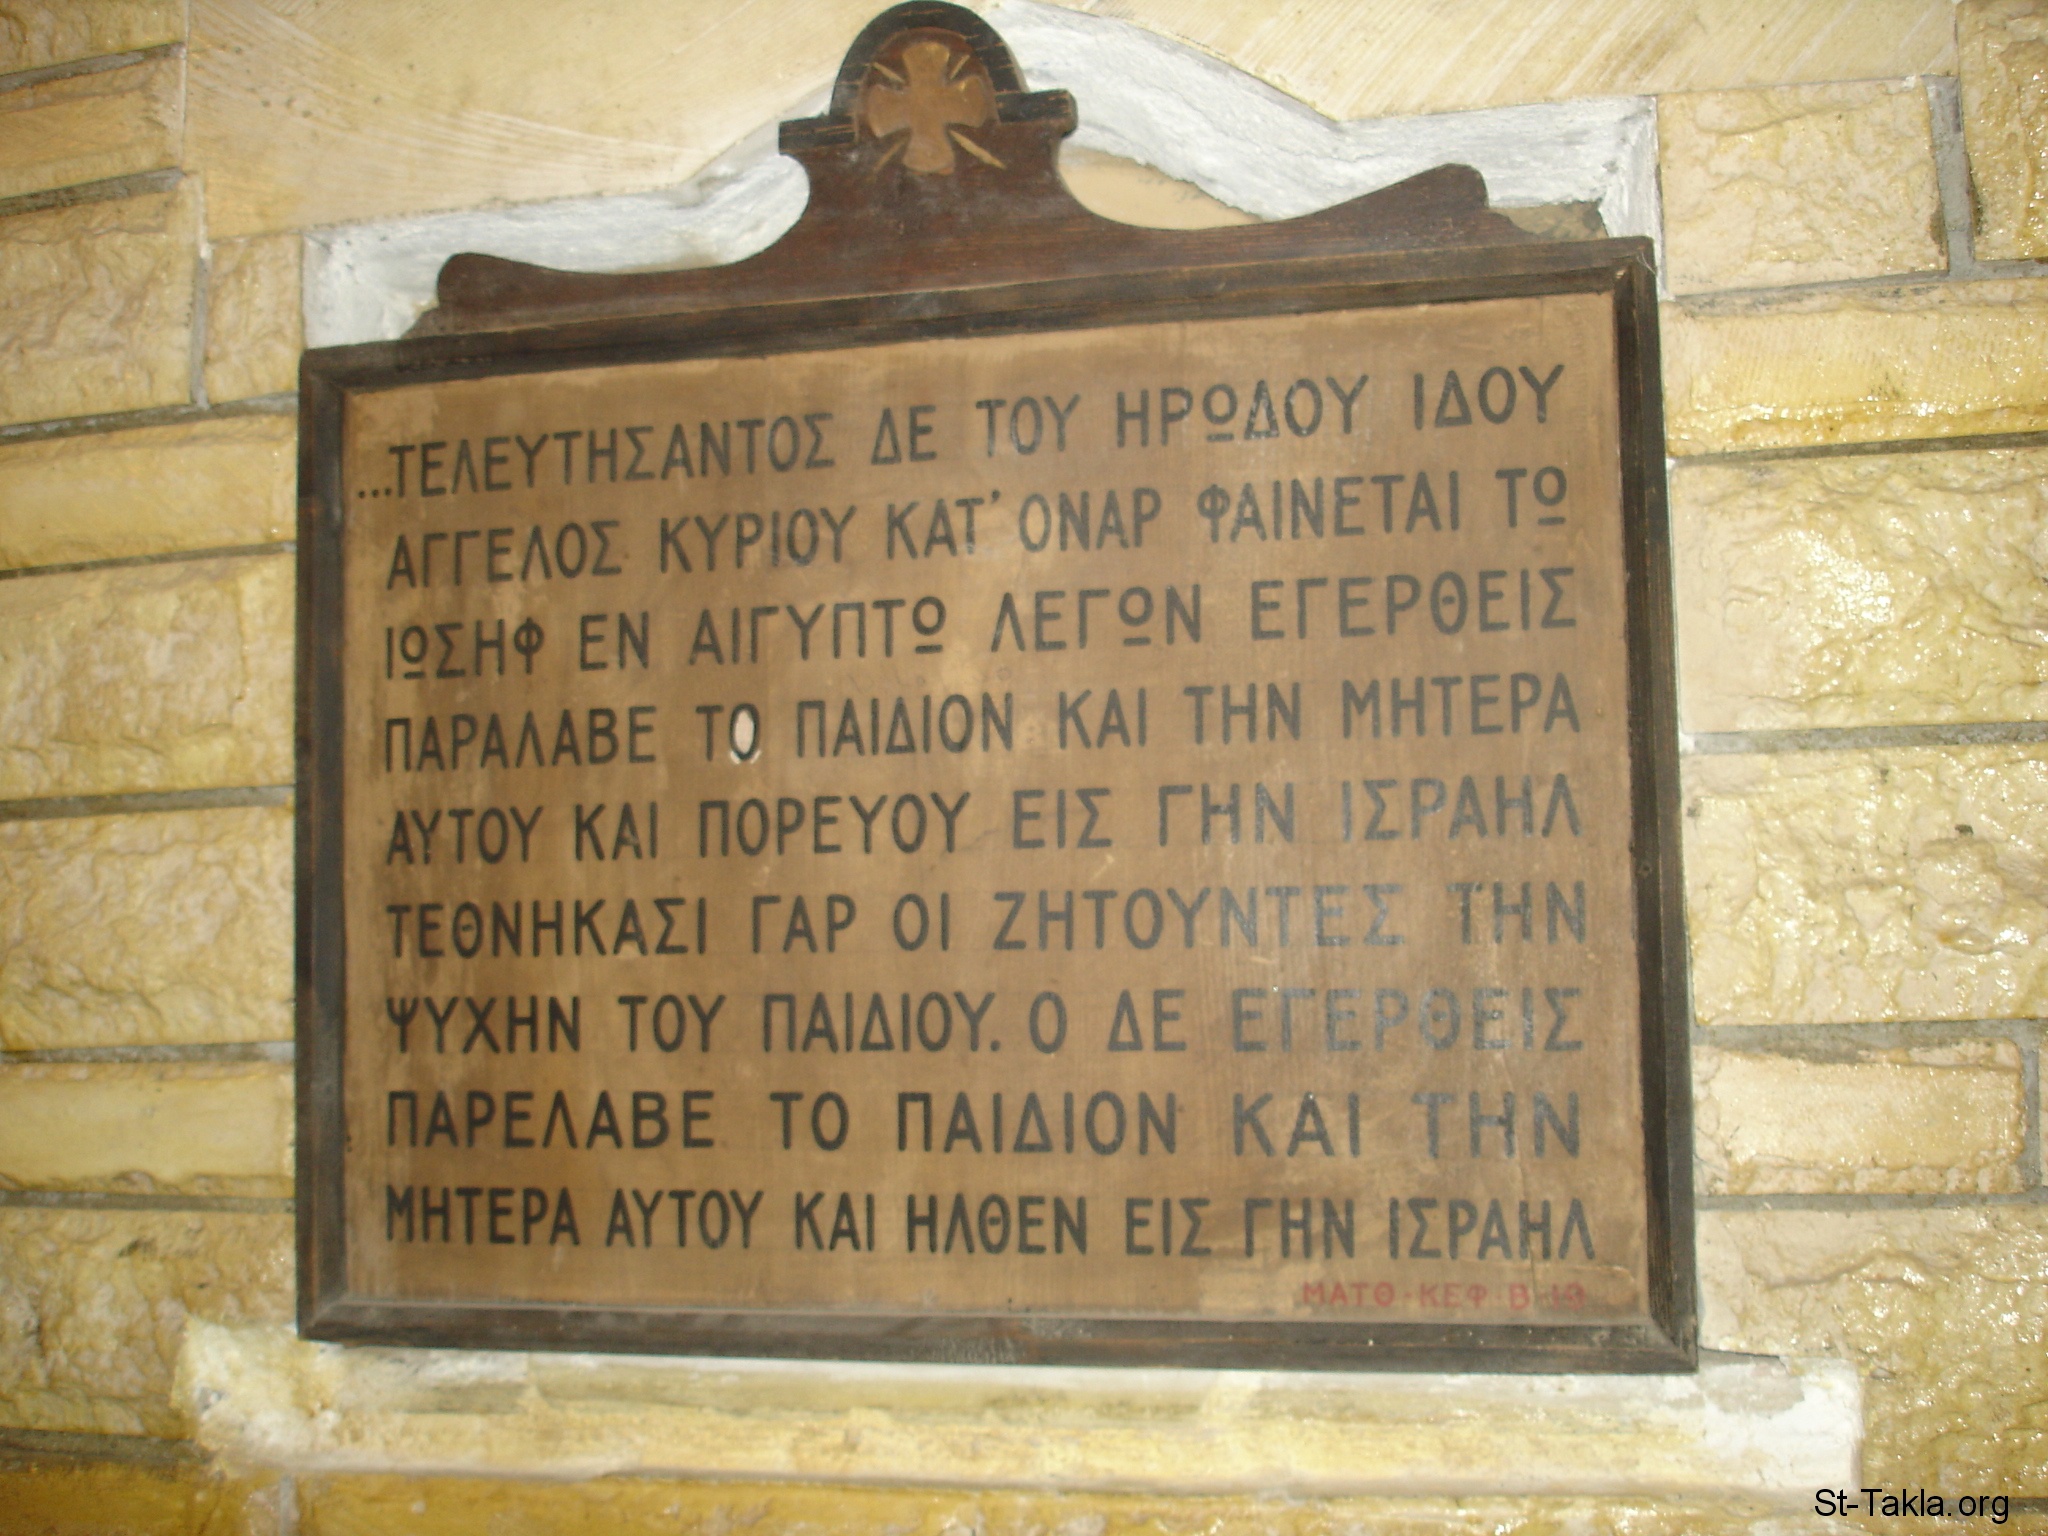 ...ΤΕΛΕΥΤΗΣΑΝΤΟΣ ΔΕ ΤΟΥ ΗΡΩΔΟΥ ΙΔΟΥ
ΑΓΓΕΛΟΣ ΚΥΡΙΟΥ ΚΑΤ' ΟΝΑΡ ΦΑΙΝΕΤΑΙ ΤΩ
ΙΩΣΗΦ ΕΝ ΑΙΓΥΠΤΩ ΛΕΓΩΝ ΕΓΕΡΘΕΙΣ
ΠΑΡΑΛΑΒΕ ΤΟ ΠΑΙΔΙΟΝ ΚΑΙ ΤΗΝ ΜΗΤΕΡΑ
ΑΥΤΟΥ ΚΑΙ ΠΟΡΕΥΟΥ ΕΙΣ ΓΗΝ ΙΣΡΑΗΛ
ΤΕΘΝΗΚΑΣΙ ΓΑΡ ΟΙ ΖΗΤΟΥΝΤΕΣ ΤΗΝ
ΨΥΧΗΝ ΤΟΥ ΠΑΙΔΙΟΥ. Ο ΔΕ ΕΓΕΡΘΕΙΣ
ΠΑΡΕΛΑΒΕ ΤΟ ΠΑΙΔΙΟΝ ΚΑΙ ΤΗΝ
ΜΗΤΕΡΑ ΑΥΤΟΥ ΚΑΙ ΗΛΘΕΝ ΕΙΣ ΓΗΝ ΙΣΡΑΗΛ
ΜΑΤΘ·ΚΕΦ·Β·19
St-Takla.org